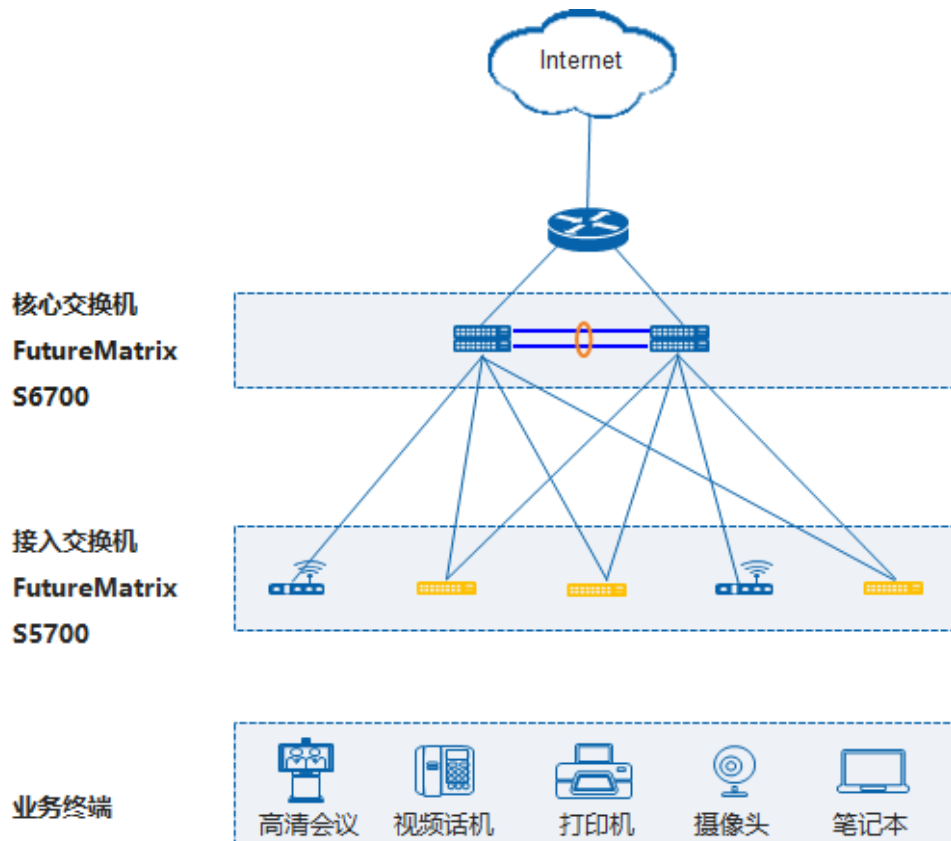 Internet
核心交换机
FutureMatrix
S6700
接入交换机
FutureMatrix
S5700
业务终端
高清会议 视频话机 打印机 摄像头 笔记本